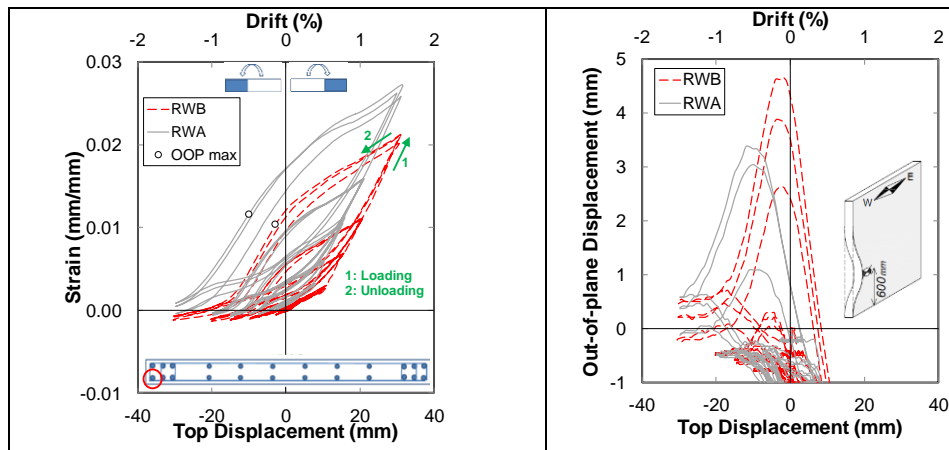 Drift (%)
-2 -1 0 1 2
0.03
0.02
0.01
0.00
-0.01
Strain (mm/mm)
RWB
RWA
OOP max
2
1
1: Loading
2: Unloading
-40 -20 0 20 40
Top Displacement (mm)
Drift (%)
-2 -1 0 1 2
5
4
3
2
1
0
-1
Out-of-plane Displacement (mm)
RWB
RWA
E
W
600 mm
-40 -20 0 20 40
Top Displacement (mm)